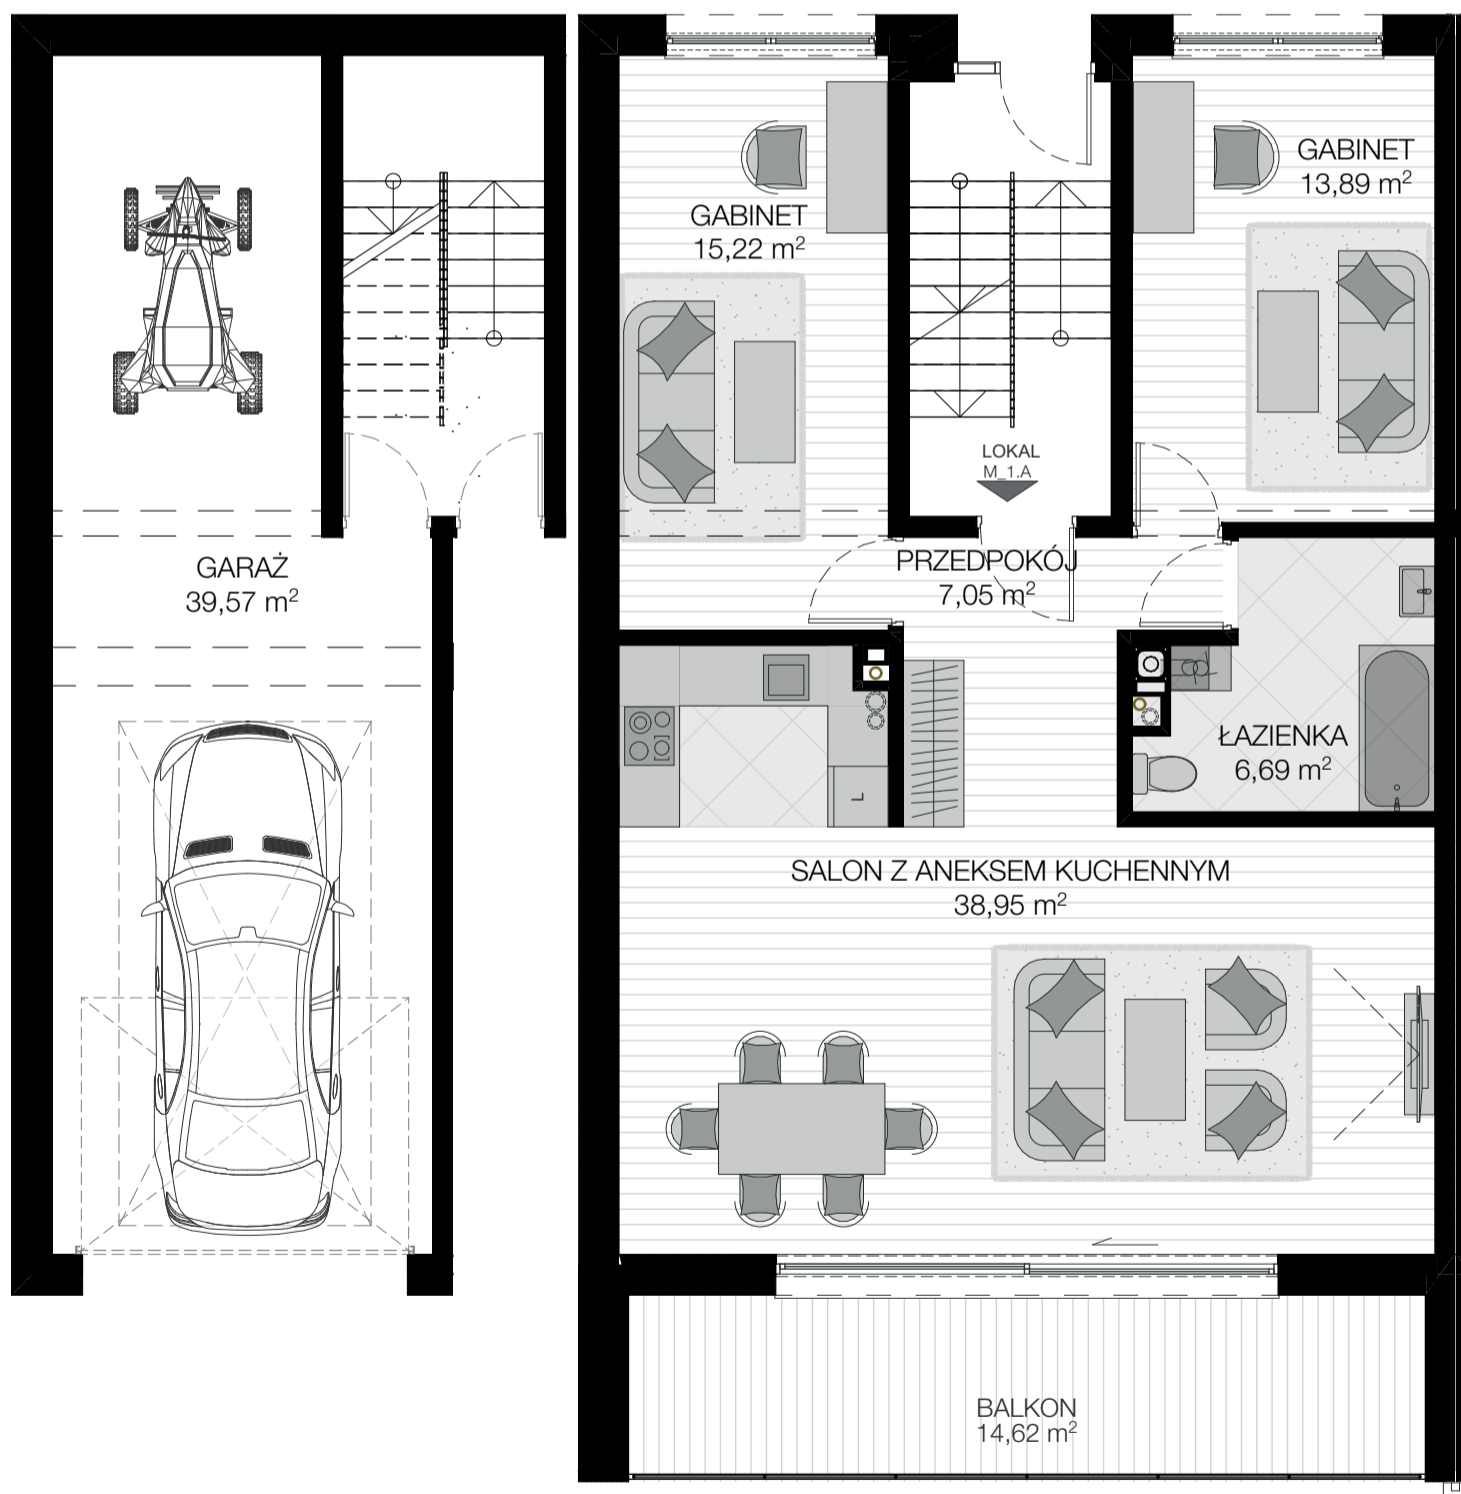 GABINET
13,89 m²
GABINET
15,22 m²
LOKAL
M_1.A
GARAŻ
39,57 m²
PRZEDPOKÓJ
7,05 m²
ŁAZIENKA
6,69 m²
L
SALON Z ANEKSEM KUCHENNYM
38,95 m²
BALKON
14,62 m²